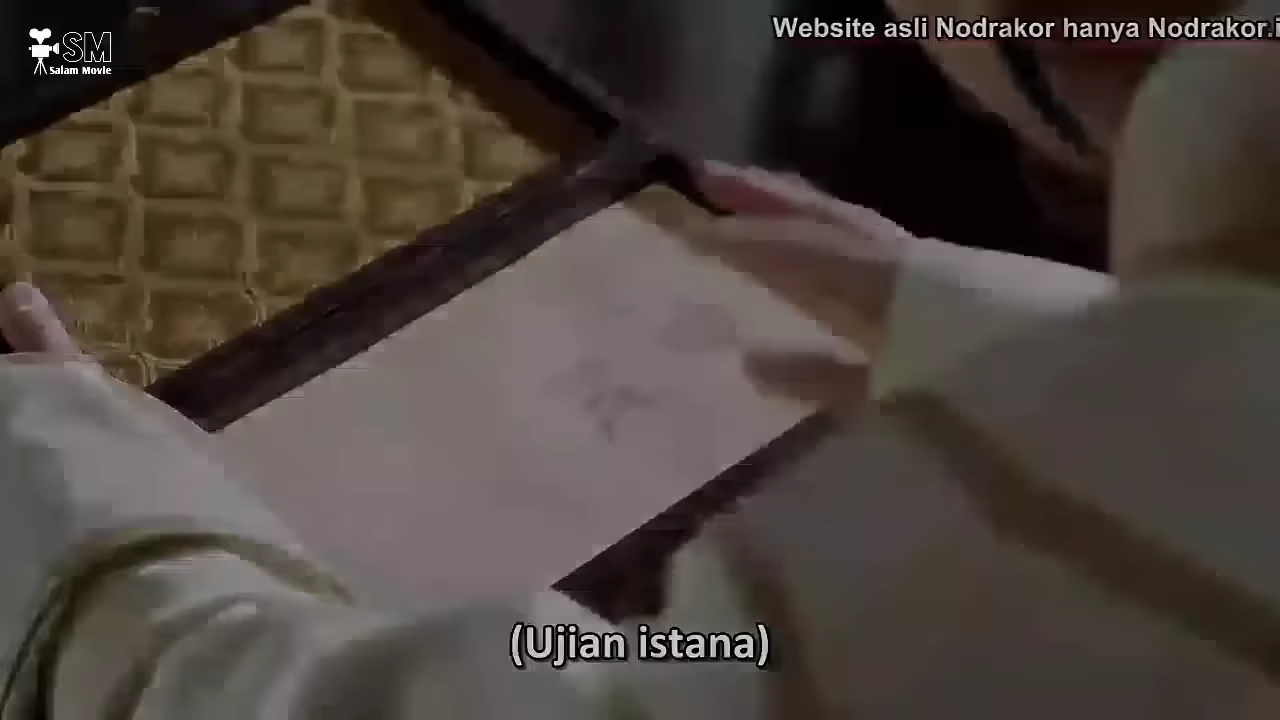 SM
Salam Movie
Website asli Nodrakor hanya Nodrakor.i
(Ujian istana)